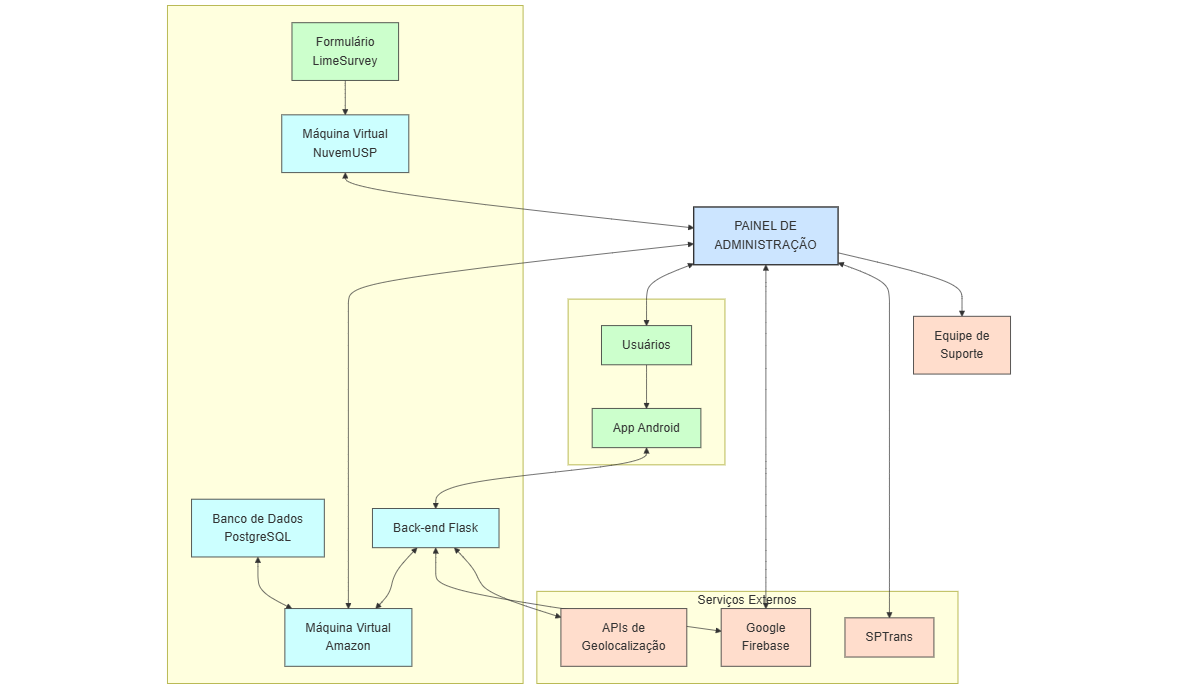 Formulário
LimeSurvey
Máquina Virtual
NuvemUSP
PAINEL DE
ADMINISTRAÇÃO
Usuários
Equipe de
Suporte
App Android
Banco de Dados
PostgreSQL
Back-end Flask
Serviços Externos
Máquina Virtual
Amazon
APIs de
Geolocalização
Google
Firebase
SPTrans